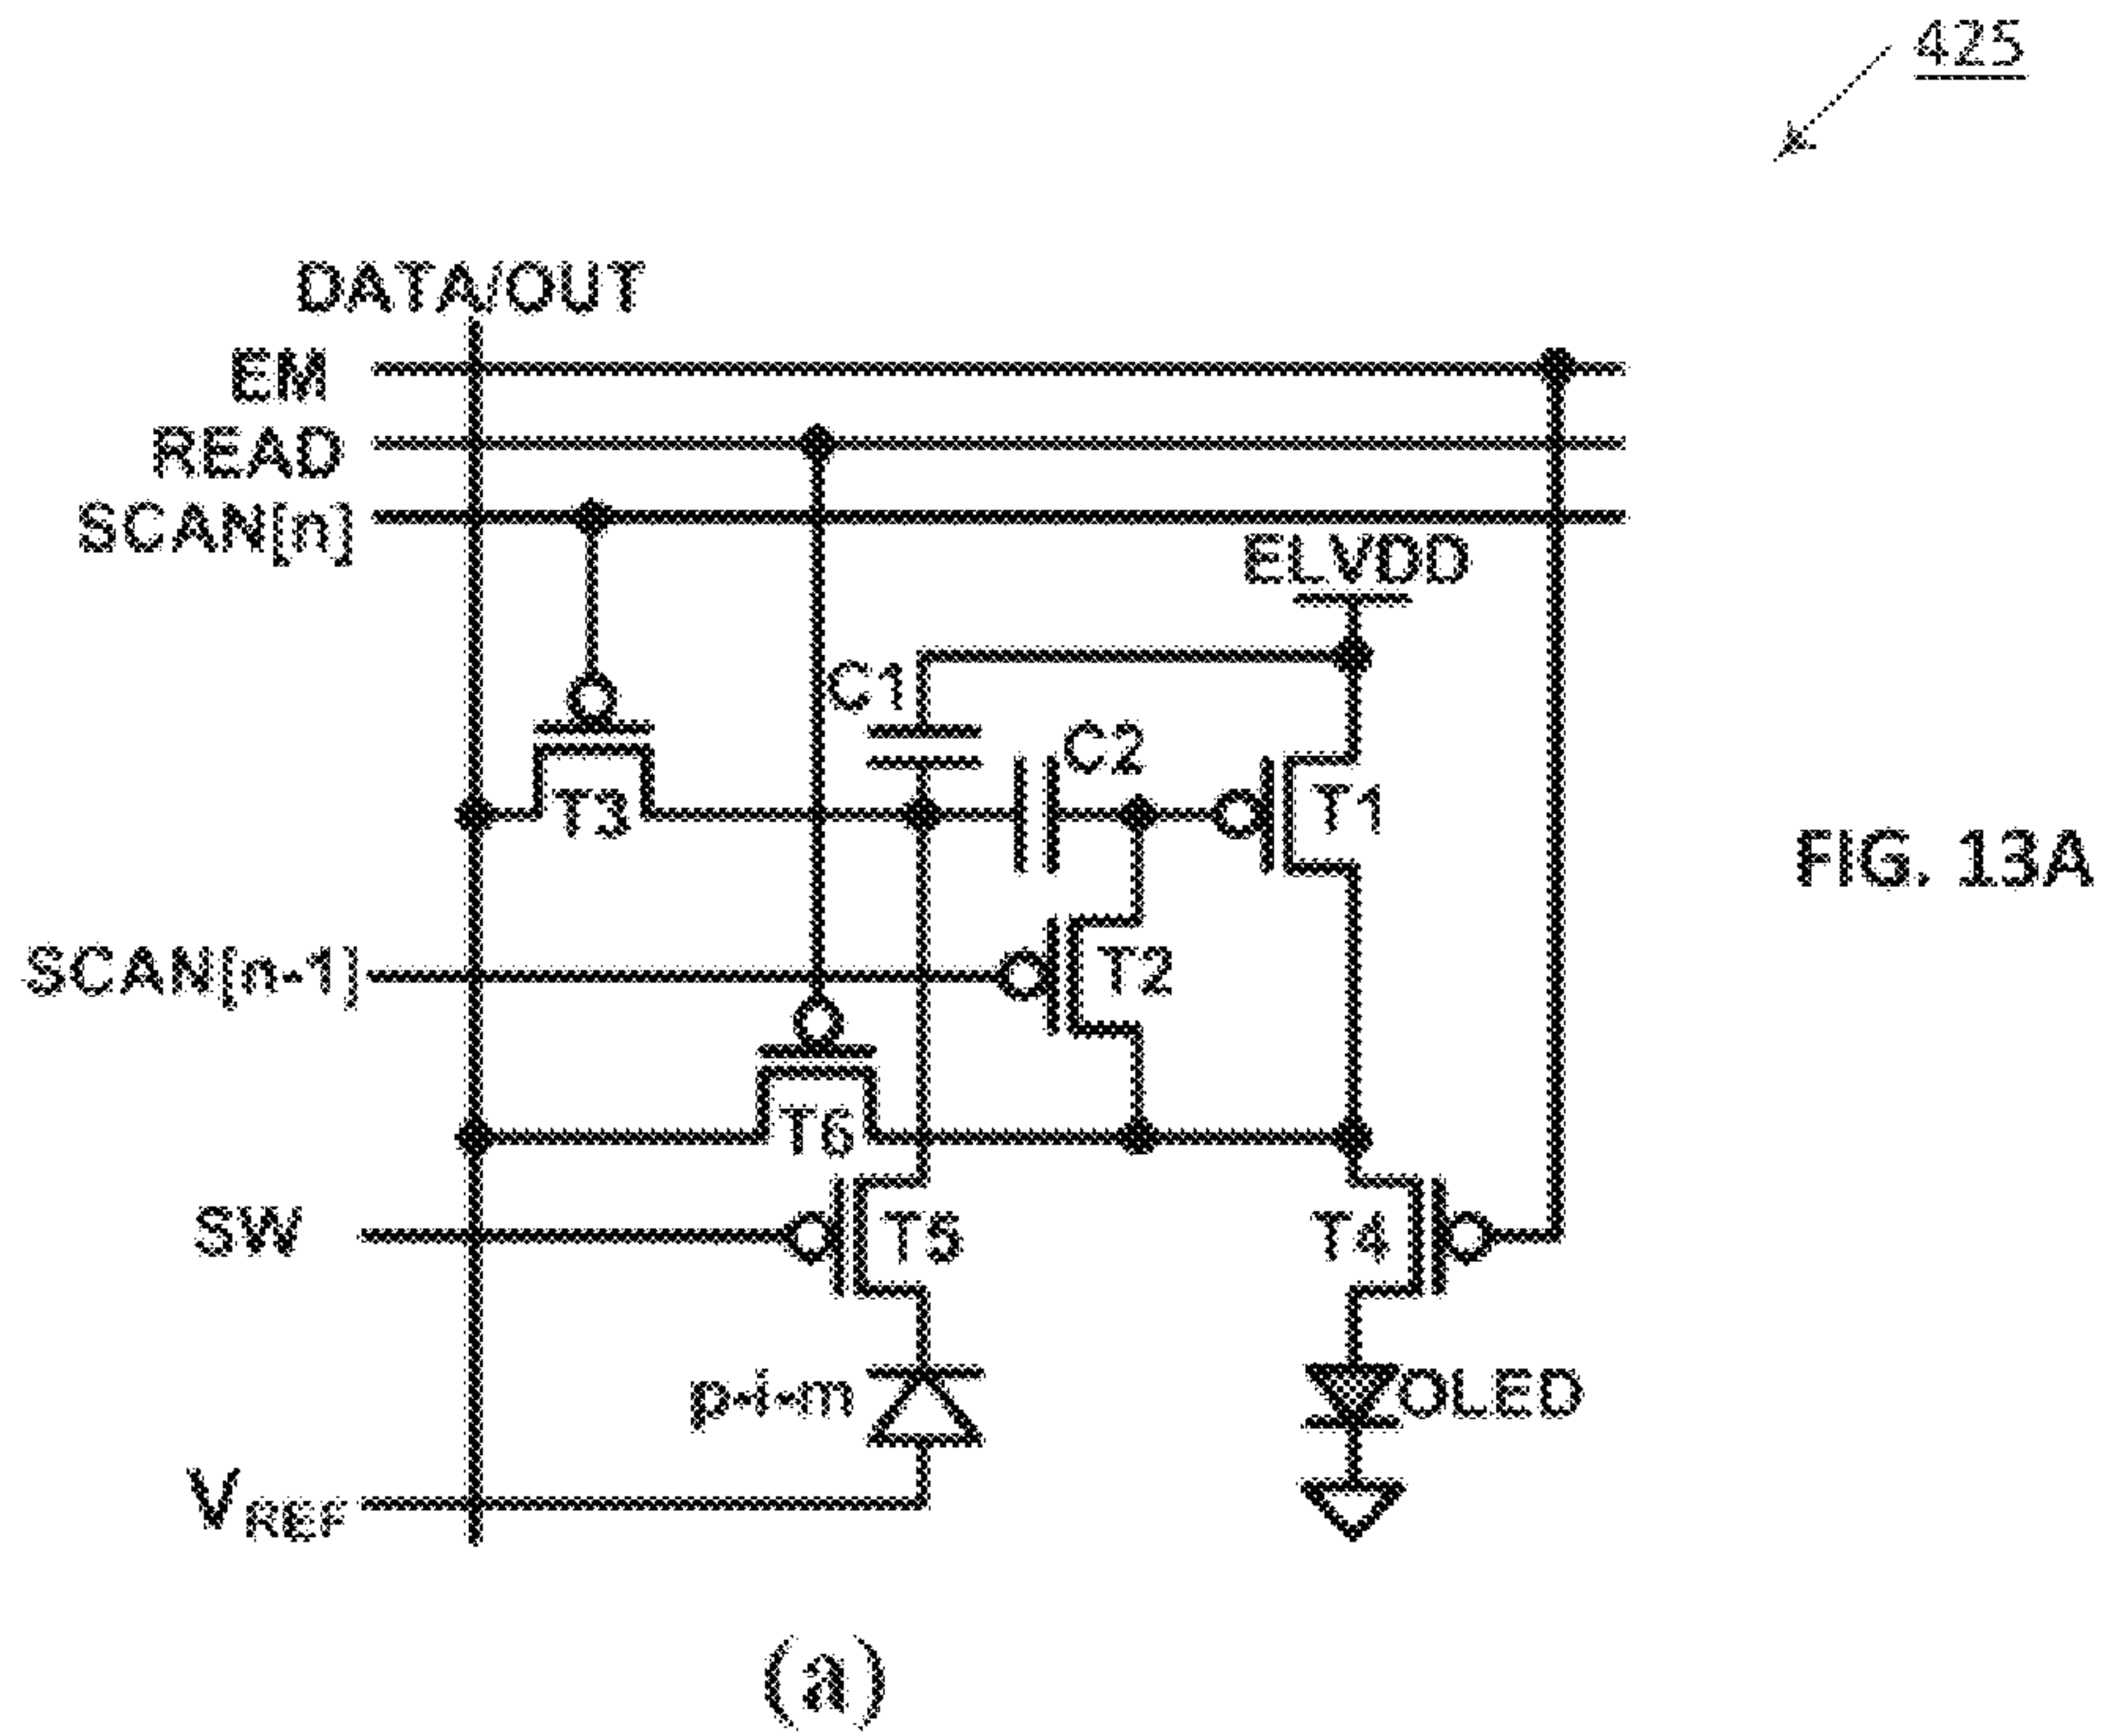 425
DATA/OUT
EM
READ
SCAN[n]
ELVDD
C1
C2
T3
T1
FIG. 13A
SCAN[n-1]
T2
T6
SW
T5
T4
p-i-m
OLED
VREF
(a)